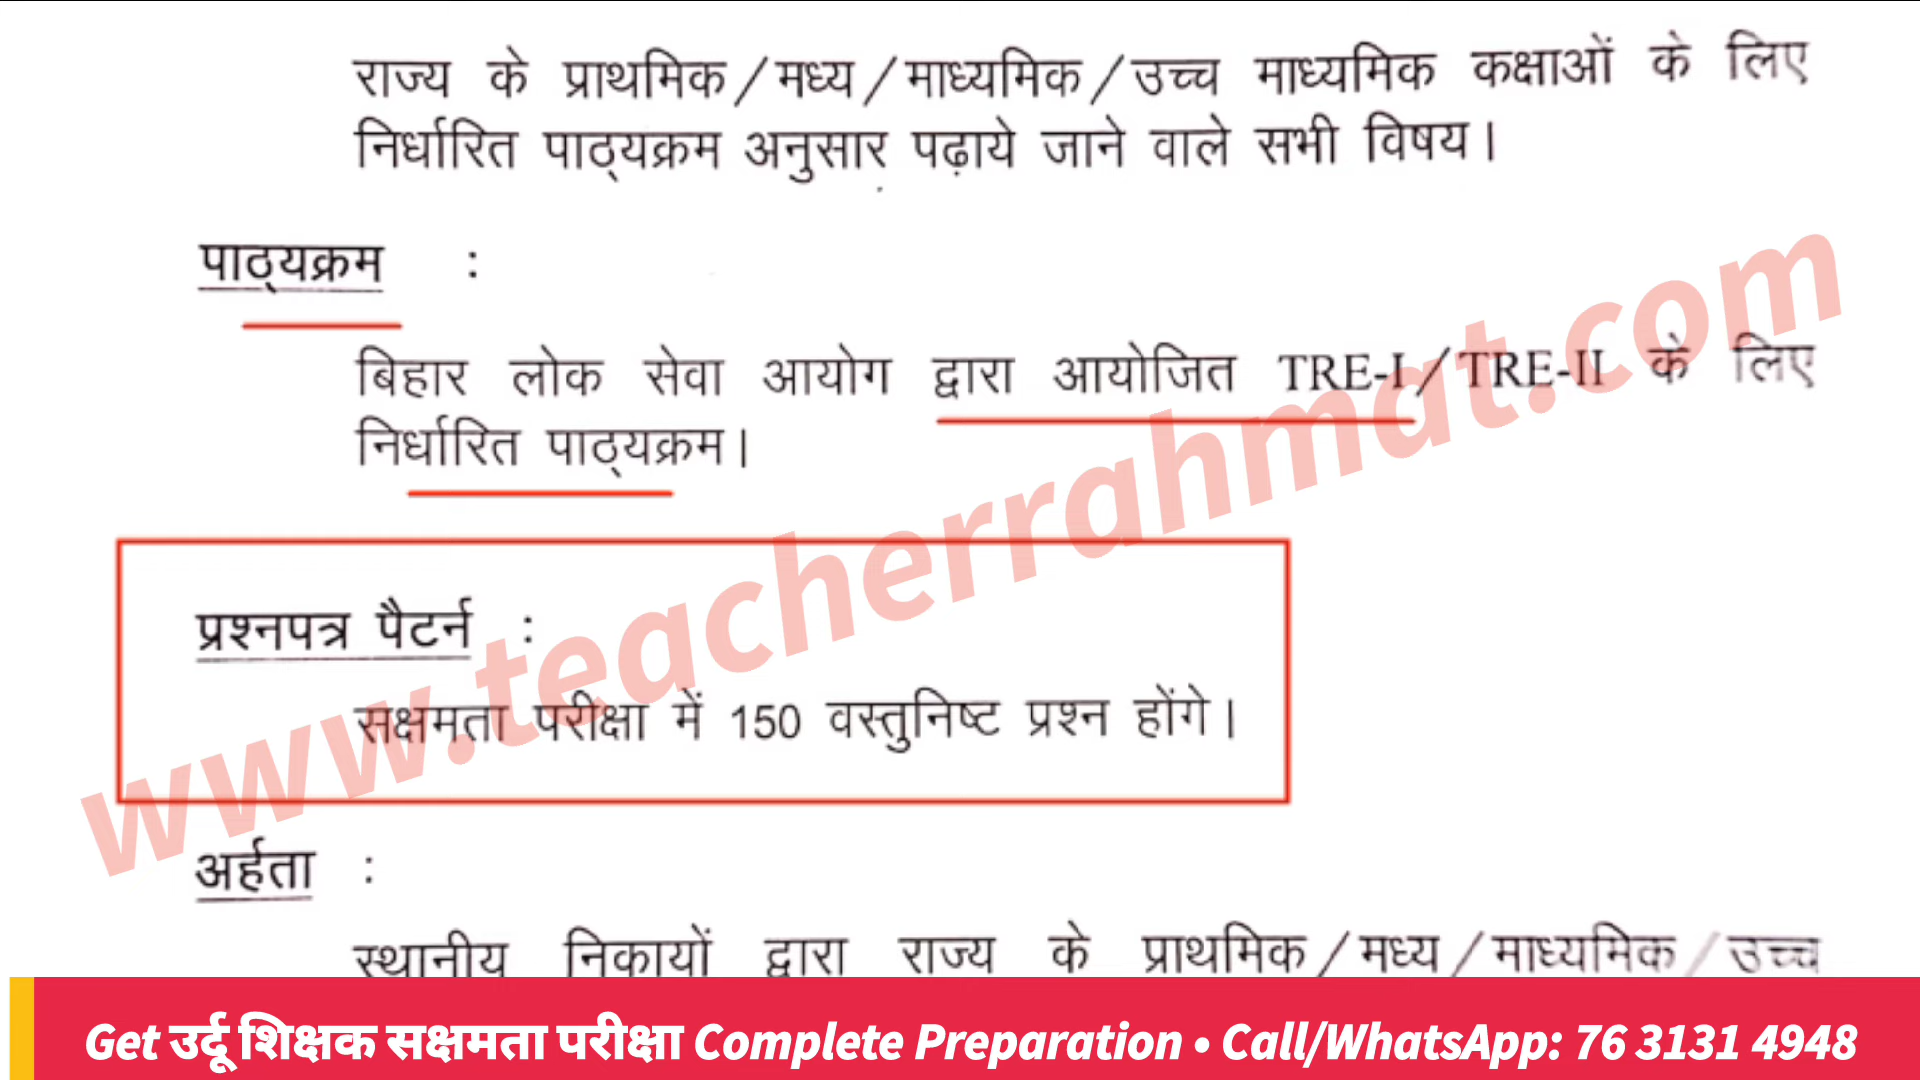 राज्य के प्राथमिक/मध्य/माध्यमिक/उच्च माध्यमिक कक्षाओं के लिए
निर्धारित पाठ्यक्रम अनुसार पढ़ाये जाने वाले सभी विषय।
पाठ्यक्रम :
बिहार लोक सेवा आयोग द्वारा आयोजित TRE-I/TRE-II के लिए
निर्धारित पाठ्यक्रम।
प्रश्नपत्र पैटर्न :
सक्षमता परीक्षा में 150 वस्तुनिष्ट प्रश्न होंगे।
अर्हता :
स्थानीय निकायों द्वारा राज्य के प्राथमिक/मध्य/माध्यमिक/उच्च
www.teacherrahmat.com
Get उर्दू शिक्षक सक्षमता परीक्षा Complete Preparation • Call/WhatsApp: 76 3131 4948